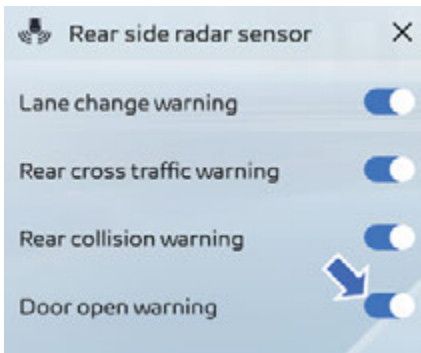 Rear side radar sensor
Lane change warning
Rear cross traffic warning
Rear collision warning
Door open warning